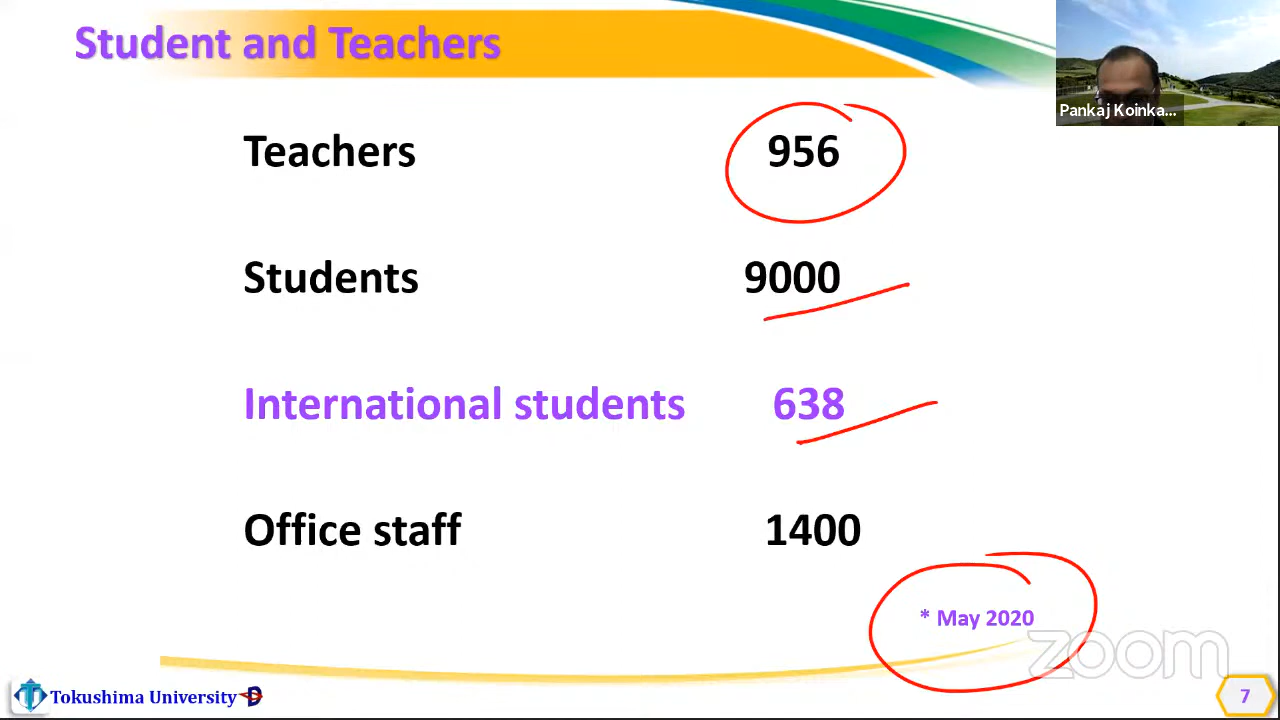 Student and Teachers
Pankaj Koinka...
Teachers 956
Students 9000
International students 638
Office staff 1400
* May 2020
zoom
Tokushima University
7